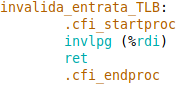 invalida_entrata_TLB:
.cfi_startproc
invlpg (%rdi)
ret
.cfi_endproc